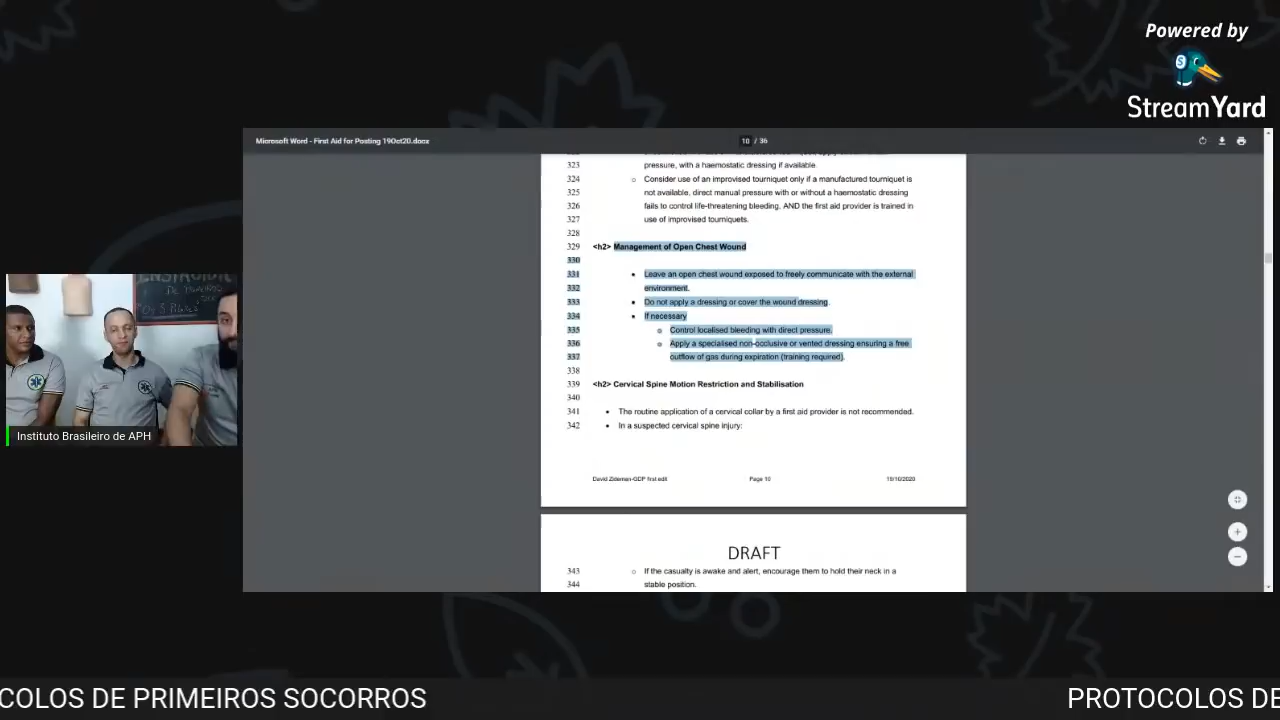 Powered by
StreamYard
Microsoft Word - First Aid for Posting 19Oct20.docx
10 / 36
323 pressure, with a haemostatic dressing if available.
324 o Consider use of an improvised tourniquet only if a manufactured tourniquet is
325 not available, direct manual pressure with or without a haemostatic dressing
326 fails to control life-threatening bleeding, AND the first aid provider is trained in
327 use of improvised tourniquets.
328
329 <h2> Management of Open Chest Wound
330
331 • Leave an open chest wound exposed to freely communicate with the external
332 environment.
333 • Do not apply a dressing or cover the wound dressing.
334 • If necessary
335 o Control localised bleeding with direct pressure.
336 o Apply a specialised non-occlusive or vented dressing ensuring a free
337 outflow of gas during expiration (training required).
338
339 <h2> Cervical Spine Motion Restriction and Stabilisation
340
341 • The routine application of a cervical collar by a first aid provider is not recommended.
342 • In a suspected cervical spine injury:
David Zideman-GDP first edit Page 10 19/10/2020
DRAFT
343 o If the casualty is awake and alert, encourage them to hold their neck in a
344 stable position.
Instituto Brasileiro de APH
COLOS DE PRIMEIROS SOCORROS
PROTOCOLOS DE